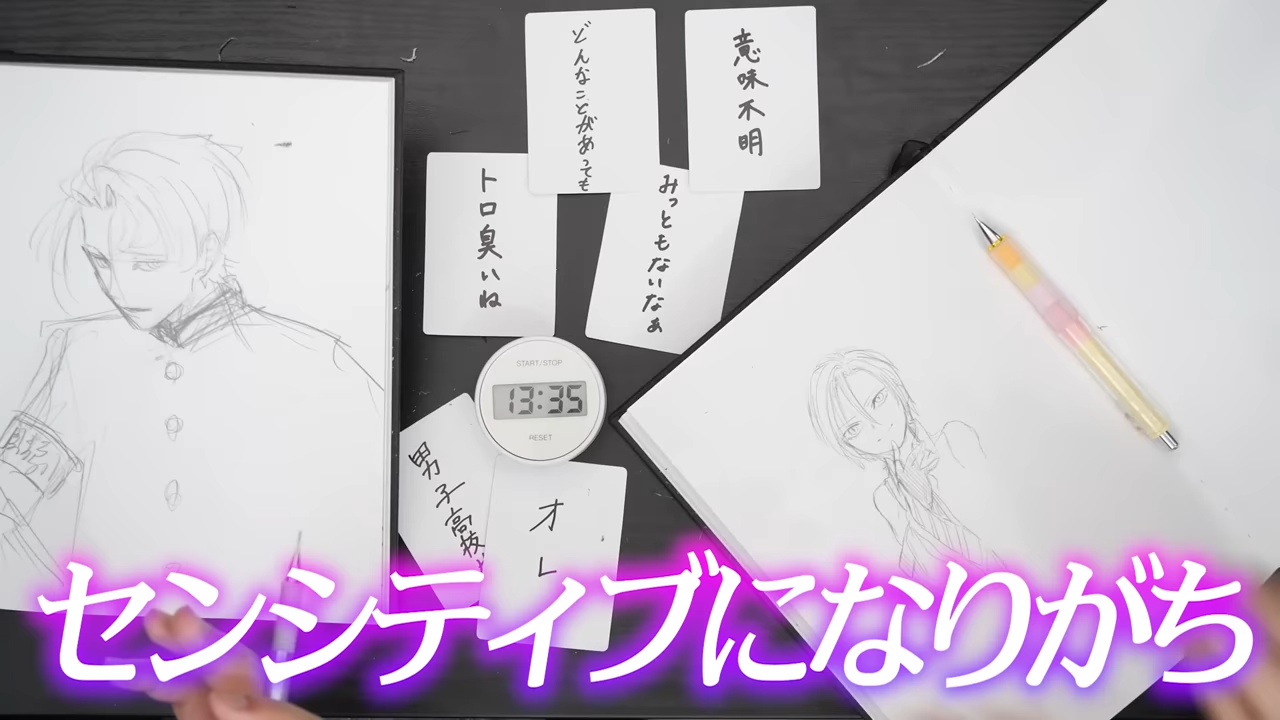 意味不明
どんなことがあっても
みっともないなぁ
トロ臭いね
START/STOP
13:35
RESET
男子高校
オレ
センシティブになりがち